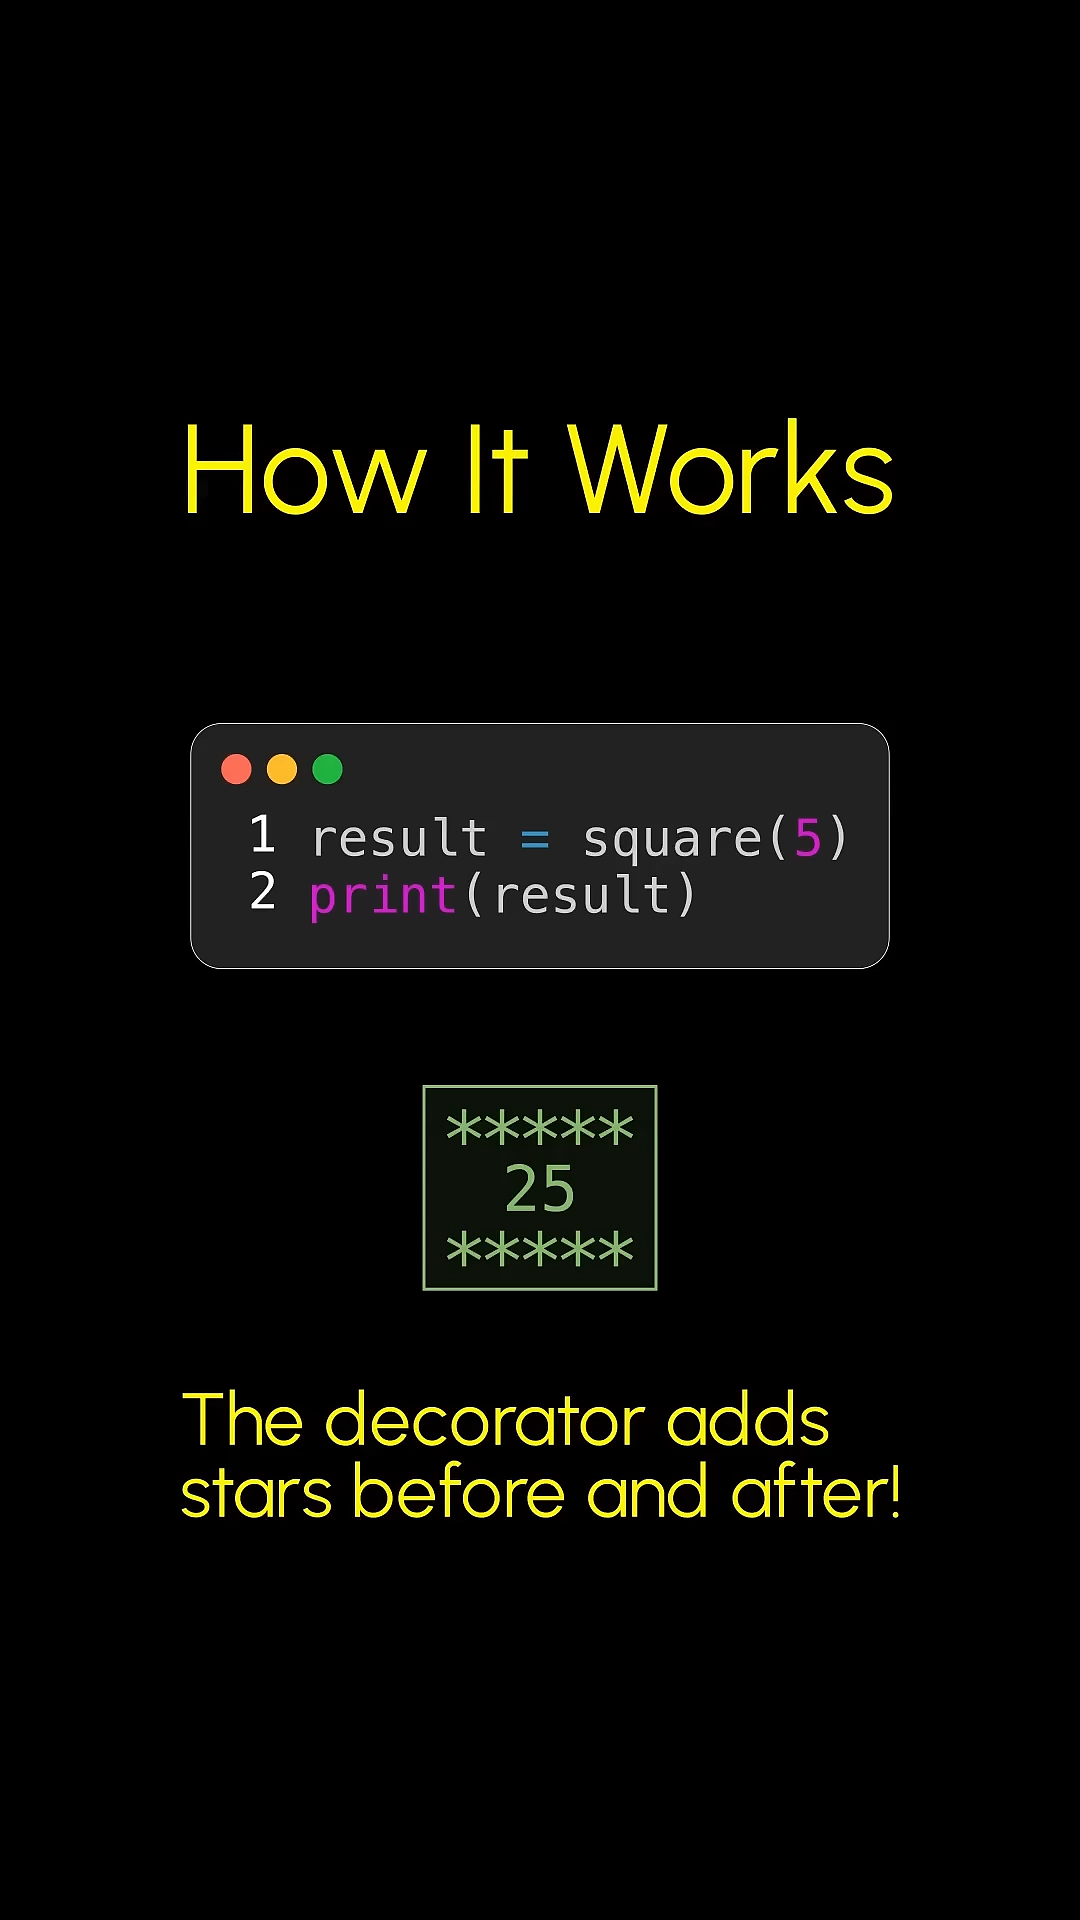 How It Works
1 result = square(5)
2 print(result)
*****
25
*****
The decorator adds
stars before and after!